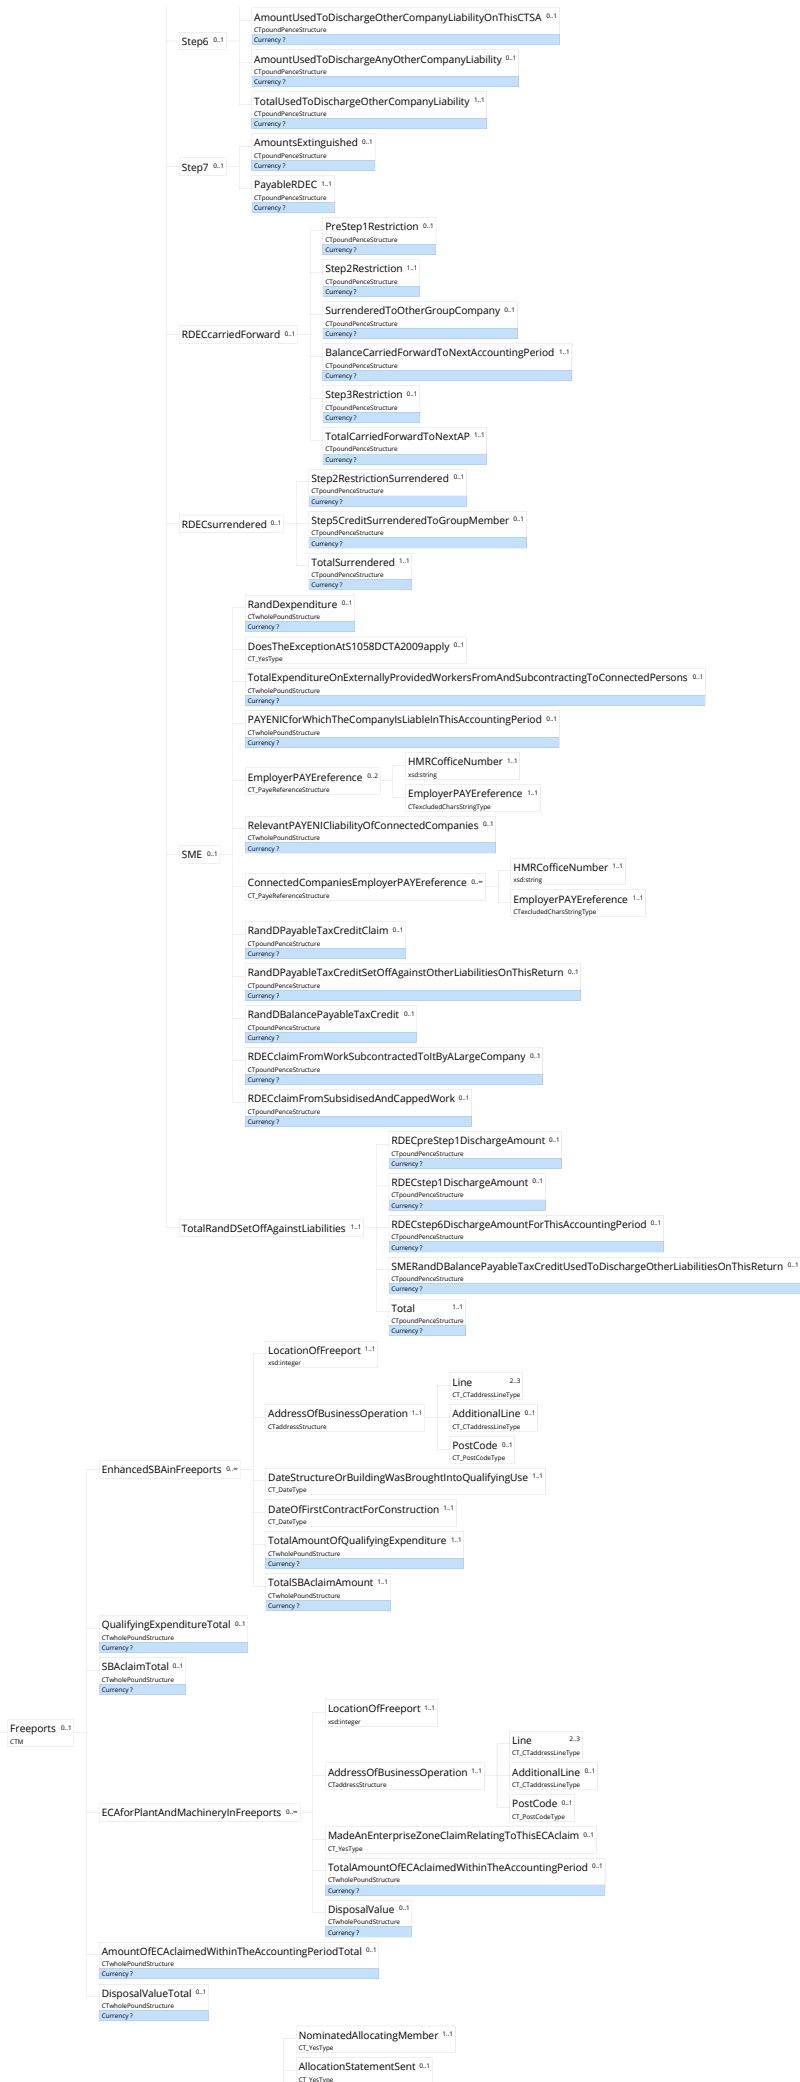 AmountUsedToDischargeOtherCompanyLiabilityOnThisCTSA 0..1
CTpoundPenceStructure
Currency ?
Step6 0..1
AmountUsedToDischargeAnyOtherCompanyLiability 0..1
CTpoundPenceStructure
Currency ?
TotalUsedToDischargeOtherCompanyLiability 1..1
CTpoundPenceStructure
Currency ?
AmountsExtinguished 0..1
CTpoundPenceStructure
Currency ?
Step7 0..1
PayableRDEC 1..1
CTpoundPenceStructure
Currency ?
PreStep1Restriction 0..1
CTpoundPenceStructure
Currency ?
Step2Restriction 1..1
CTpoundPenceStructure
Currency ?
SurrenderedToOtherGroupCompany 0..1
CTpoundPenceStructure
Currency ?
RDECcarriedForward 0..1
BalanceCarriedForwardToNextAccountingPeriod 1..1
CTpoundPenceStructure
Currency ?
Step3Restriction 0..1
CTpoundPenceStructure
Currency ?
TotalCarriedForwardToNextAP 1..1
CTpoundPenceStructure
Currency ?
Step2RestrictionSurrendered 0..1
CTpoundPenceStructure
Currency ?
RDECsurrendered 0..1
Step5CreditSurrenderedToGroupMember 0..1
CTpoundPenceStructure
Currency ?
TotalSurrendered 1..1
CTpoundPenceStructure
Currency ?
RandDexpenditure 0..1
CTwholePoundStructure
Currency ?
DoesTheExceptionAtS1058DCTA2009apply 0..1
CT_YesType
TotalExpenditureOnExternallyProvidedWorkersFromAndSubcontractingToConnectedPersons 0..1
CTwholePoundStructure
Currency ?
PAYENICforWhichTheCompanyIsLiableInThisAccountingPeriod 0..1
CTwholePoundStructure
Currency ?
EmployerPAYEreference 0..2
CT_PayeReferenceStructure
HMRCofficeNumber 1..1
xsd:string
EmployerPAYEreference 1..1
CTexcludedCharsStringType
RelevantPAYENICliabilityOfConnectedCompanies 0..1
CTwholePoundStructure
Currency ?
SME 0..1
ConnectedCompaniesEmployerPAYEreference 0..∞
CT_PayeReferenceStructure
HMRCofficeNumber 1..1
xsd:string
EmployerPAYEreference 1..1
CTexcludedCharsStringType
RandDPayableTaxCreditClaim 0..1
CTpoundPenceStructure
Currency ?
RandDPayableTaxCreditSetOffAgainstOtherLiabilitiesOnThisReturn 0..1
CTpoundPenceStructure
Currency ?
RandDBalancePayableTaxCredit 0..1
CTpoundPenceStructure
Currency ?
RDECclaimFromWorkSubcontractedToItByALargeCompany 0..1
CTpoundPenceStructure
Currency ?
RDECclaimFromSubsidisedAndCappedWork 0..1
CTpoundPenceStructure
Currency ?
RDECpreStep1DischargeAmount 0..1
CTpoundPenceStructure
Currency ?
RDECstep1DischargeAmount 0..1
CTpoundPenceStructure
Currency ?
TotalRandDSetOffAgainstLiabilities 1..1
RDECstep6DischargeAmountForThisAccountingPeriod 0..1
CTpoundPenceStructure
Currency ?
SMERandDBalancePayableTaxCreditUsedToDischargeOtherLiabilitiesOnThisReturn 0..1
CTpoundPenceStructure
Currency ?
Total 1..1
CTpoundPenceStructure
Currency ?
LocationOfFreeport 1..1
xsd:integer
AddressOfBusinessOperation 1..1
CTaddressStructure
Line 2..3
CT_CTaddressLineType
AdditionalLine 0..1
CT_CTaddressLineType
PostCode 0..1
CT_PostCodeType
EnhancedSBAinFreeports 0..∞
DateStructureOrBuildingWasBroughtIntoQualifyingUse 1..1
CT_DateType
DateOfFirstContractForConstruction 1..1
CT_DateType
TotalAmountOfQualifyingExpenditure 1..1
CTwholePoundStructure
Currency ?
TotalSBAclaimAmount 1..1
CTwholePoundStructure
Currency ?
QualifyingExpenditureTotal 0..1
CTwholePoundStructure
Currency ?
SBAclaimTotal 0..1
CTwholePoundStructure
Currency ?
Freeports 0..1
CTM
LocationOfFreeport 1..1
xsd:integer
AddressOfBusinessOperation 1..1
CTaddressStructure
Line 2..3
CT_CTaddressLineType
AdditionalLine 0..1
CT_CTaddressLineType
PostCode 0..1
CT_PostCodeType
ECAforPlantAndMachineryInFreeports 0..∞
MadeAnEnterpriseZoneClaimRelatingToThisECAclaim 0..1
CT_YesType
TotalAmountOfECAclaimedWithinTheAccountingPeriod 0..1
CTwholePoundStructure
Currency ?
DisposalValue 0..1
CTwholePoundStructure
Currency ?
AmountOfECAclaimedWithinTheAccountingPeriodTotal 0..1
CTwholePoundStructure
Currency ?
DisposalValueTotal 0..1
CTwholePoundStructure
Currency ?
NominatedAllocatingMember 1..1
CT_YesType
AllocationStatementSent 0..1
CT_YesType